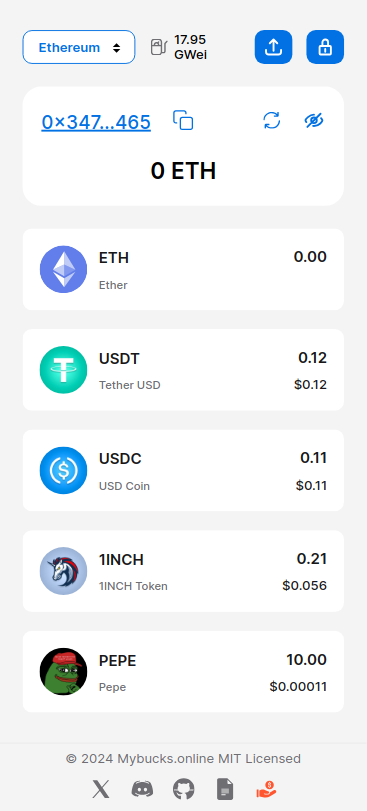 Ethereum
17.95
GWei
0×347...465
0 ETH
ETH
0.00
Ether
USDT
0.12
Tether USD
$0.12
USDC
0.11
USD Coin
$0.11
1INCH
0.21
1INCH Token
$0.056
PEPE
10.00
Pepe
$0.00011
© 2024 Mybucks.online MIT Licensed